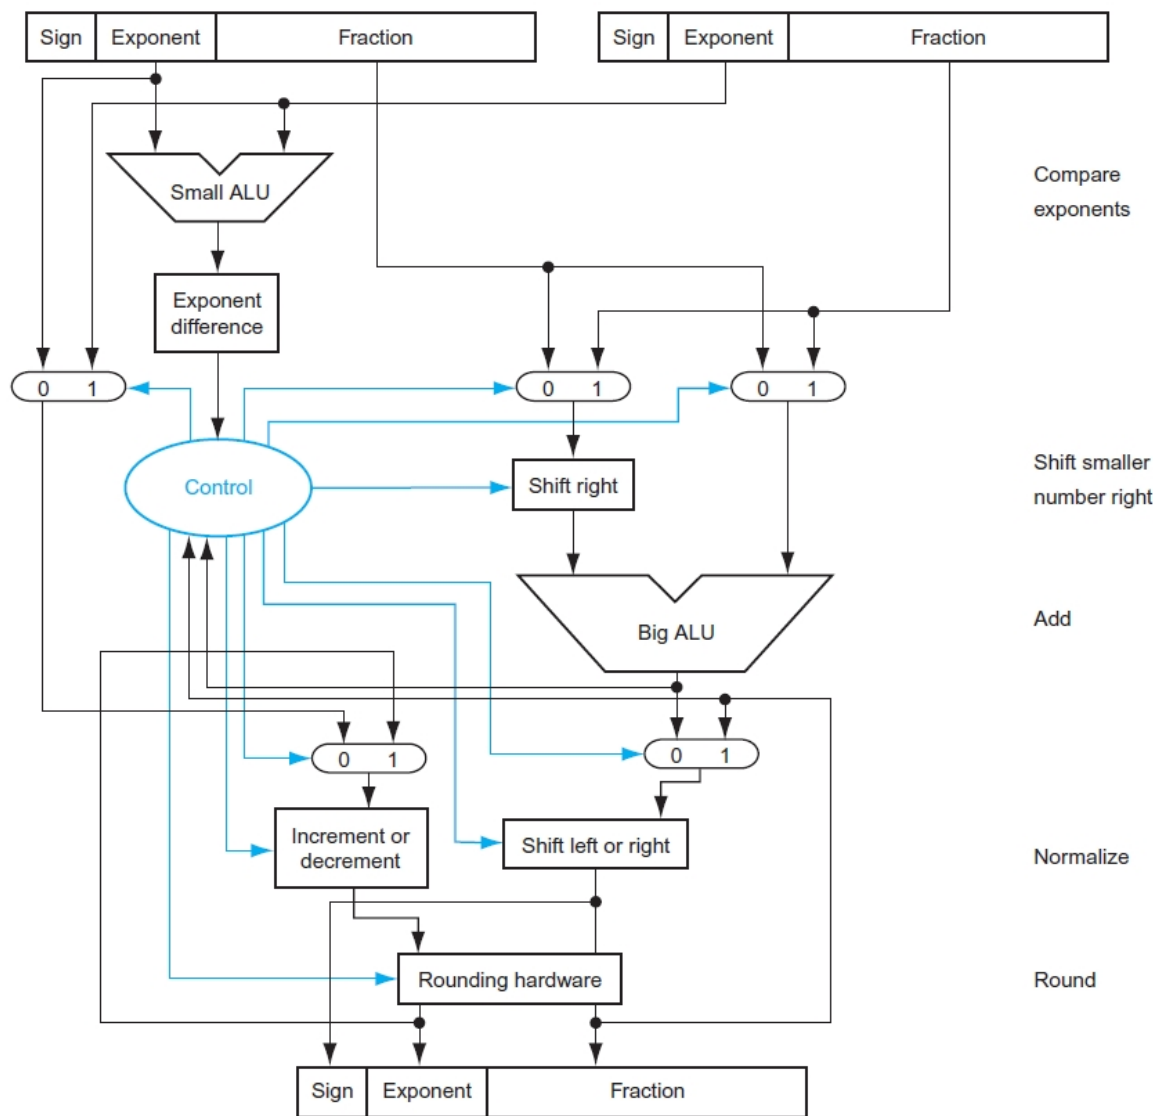 Sign Exponent Fraction
Sign Exponent Fraction
Compare
exponents
Small ALU
Exponent
difference
0 1
0 1
0 1
Control
Shift right
Shift smaller
number right
Big ALU
Add
0 1
0 1
Increment or
decrement
Shift left or right
Normalize
Rounding hardware
Round
Sign Exponent Fraction